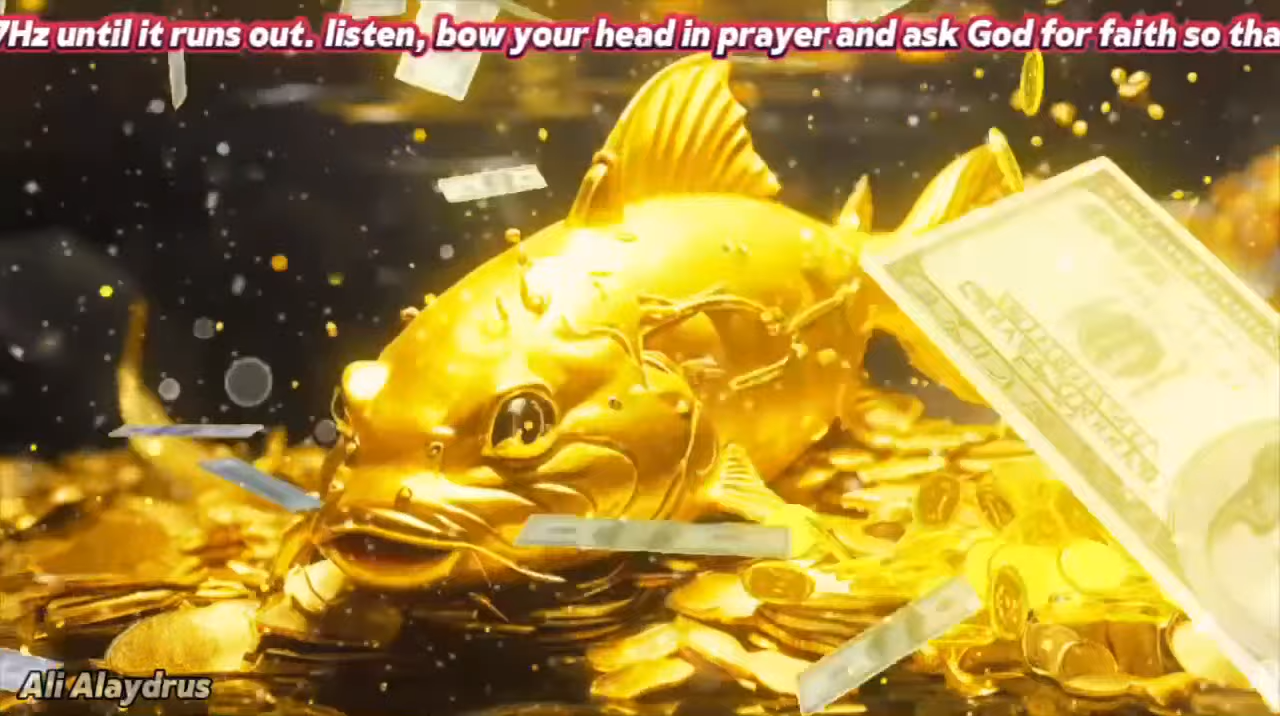 7Hz until it runs out. listen, bow your head in prayer and ask God for faith so tha
Ali Alaydrus